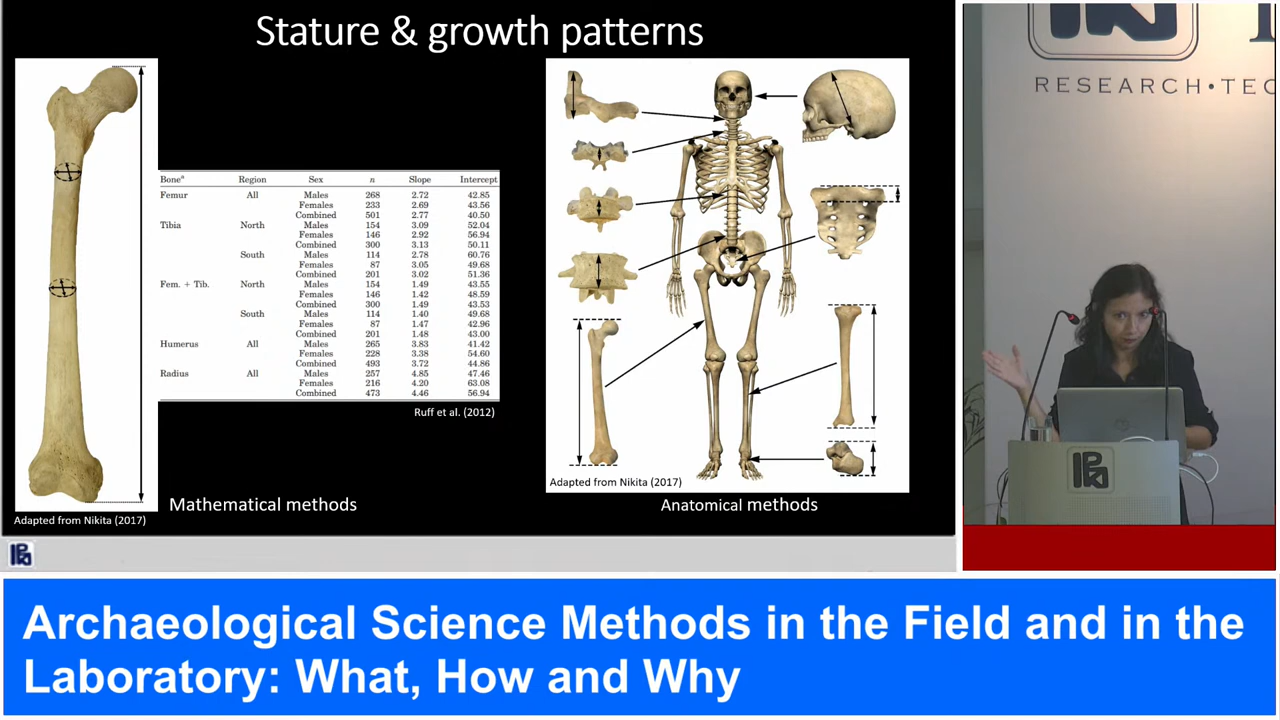 Stature & growth patterns
Boneᵃ Region Sex n Slope Intercept
Femur All Males 268 2.72 42.85
Females 233 2.69 43.56
Combined 501 2.77 40.50
Tibia North Males 154 3.09 52.04
Females 146 2.92 56.94
Combined 300 3.13 50.11
South Males 114 2.78 60.76
Females 87 3.05 49.68
Combined 201 3.02 51.36
Fem. + Tib. North Males 154 1.49 43.55
Females 146 1.42 48.59
Combined 300 1.49 43.53
South Males 114 1.40 49.68
Females 87 1.47 42.96
Combined 201 1.48 43.00
Humerus All Males 265 3.83 41.42
Females 228 3.38 54.60
Combined 493 3.72 44.86
Radius All Males 257 4.85 47.46
Females 216 4.20 63.08
Combined 473 4.46 56.94
Ruff et al. (2012)
Adapted from Nikita (2017)
Mathematical methods
Adapted from Nikita (2017)
Anatomical methods
RESEARCH•TEC
Archaeological Science Methods in the Field and in the
Laboratory: What, How and Why